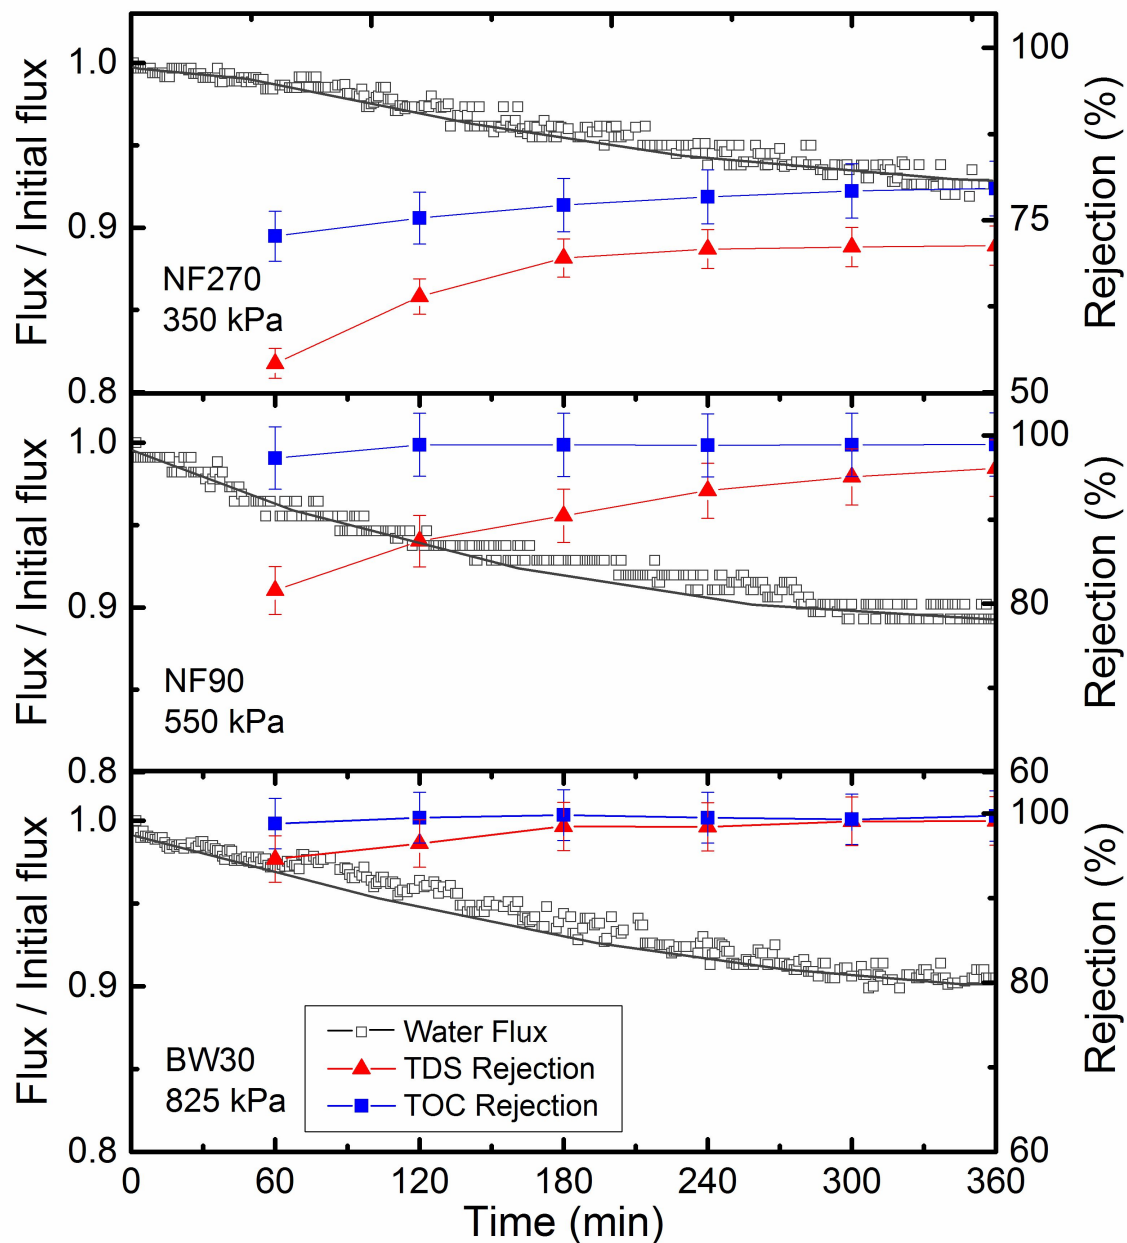 1.0
0.9
0.8
Flux / Initial flux
NF270
350 kPa
100
75
50
Rejection (%)
1.0
0.9
0.8
Flux / Initial flux
NF90
550 kPa
100
80
60
Rejection (%)
1.0
0.9
0.8
Flux / Initial flux
BW30
825 kPa
Water Flux
TDS Rejection
TOC Rejection
100
80
60
Rejection (%)
0 60 120 180 240 300 360
Time (min)